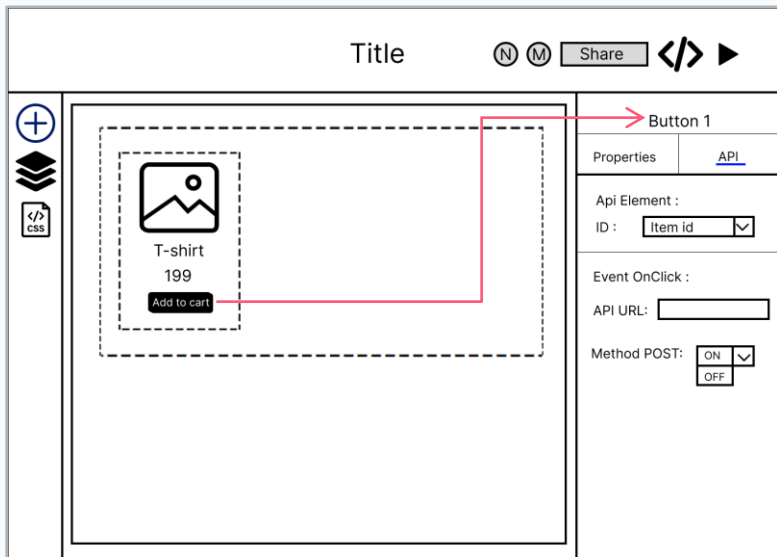 Title
N
M
Share
</>
Button 1
Properties
API
</>
CSS
Api Element :
ID :
Item id
T-shirt
199
Add to cart
Event OnClick :
API URL:
Method POST:
ON
OFF